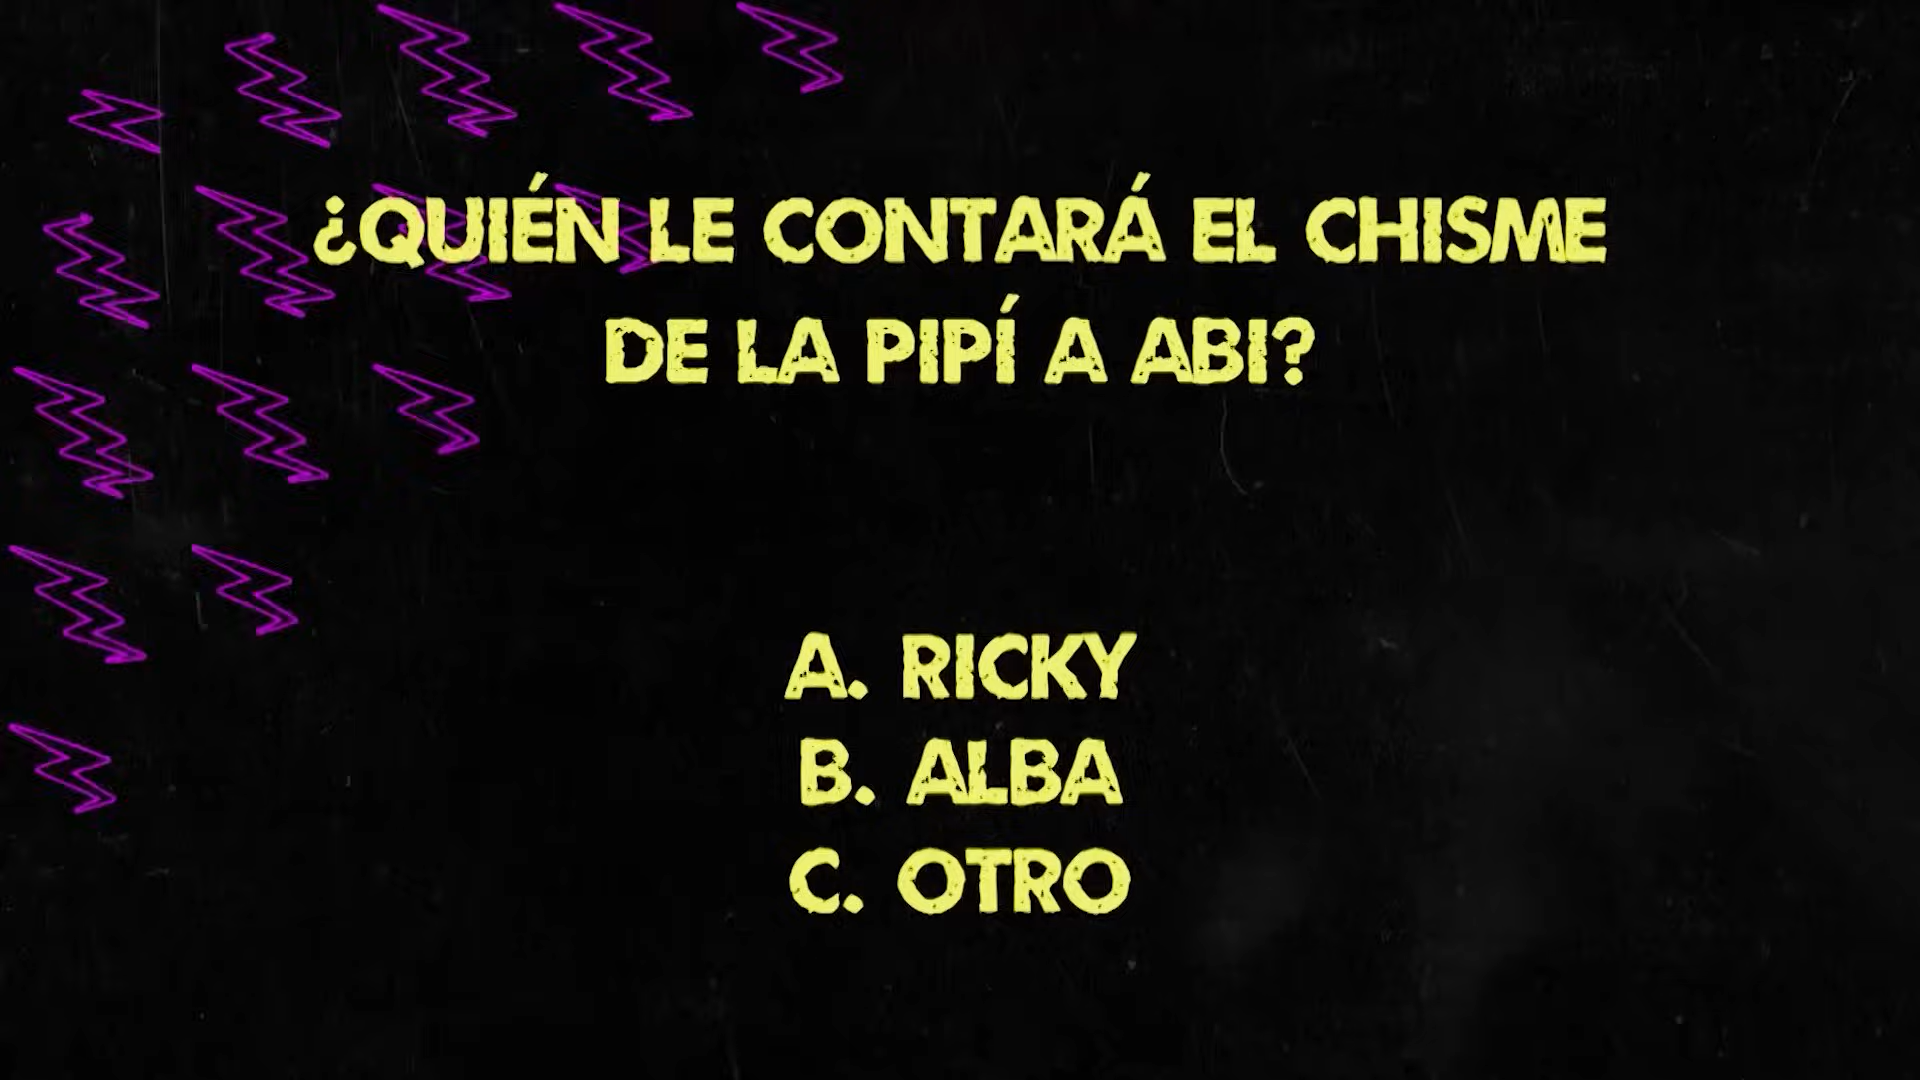 ¿QUIÉN LE CONTARÁ EL CHISME
DE LA PIPÍ A ABI?
A. RICKY
B. ALBA
C. OTRO